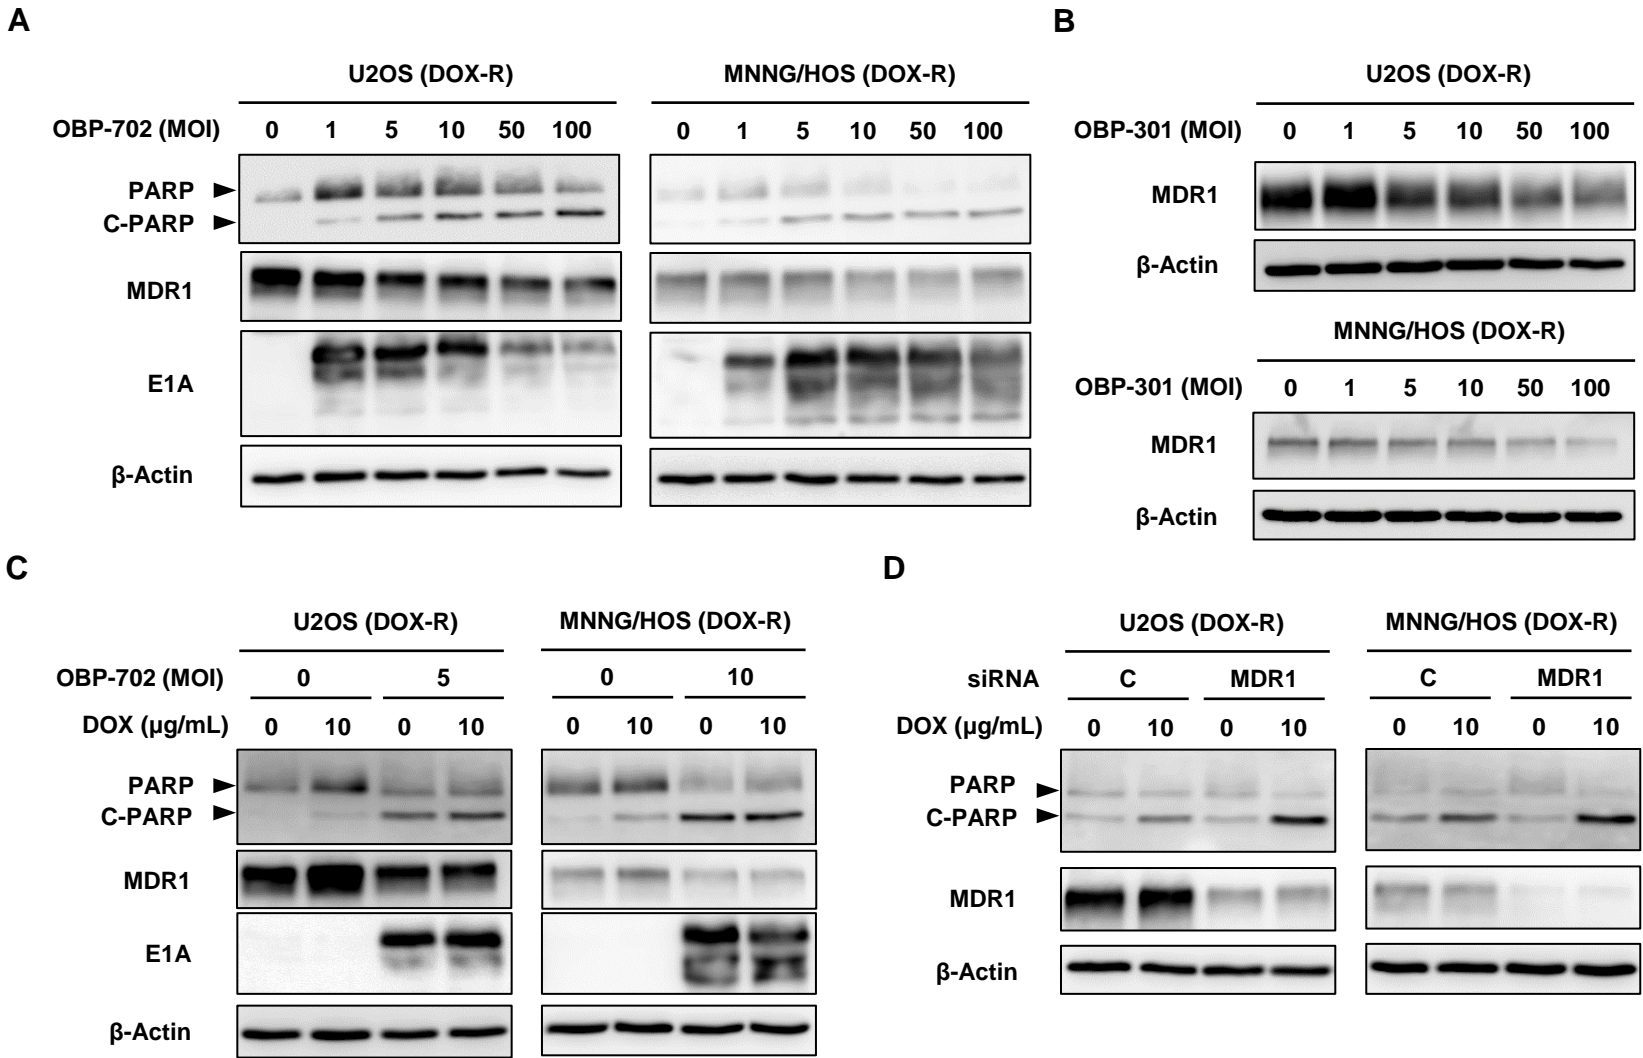 A
U2OS (DOX-R)
MNNG/HOS (DOX-R)
OBP-702 (MOI) 0 1 5 10 50 100 0 1 5 10 50 100
PARP
C-PARP
MDR1
E1A
β-Actin
B
U2OS (DOX-R)
OBP-301 (MOI) 0 1 5 10 50 100
MDR1
β-Actin
MNNG/HOS (DOX-R)
OBP-301 (MOI) 0 1 5 10 50 100
MDR1
β-Actin
C
U2OS (DOX-R)
MNNG/HOS (DOX-R)
OBP-702 (MOI) 0 5 0 10
DOX (µg/mL) 0 10 0 10 0 10 0 10
PARP
C-PARP
MDR1
E1A
β-Actin
D
U2OS (DOX-R)
MNNG/HOS (DOX-R)
siRNA C MDR1 C MDR1
DOX (µg/mL) 0 10 0 10 0 10 0 10
PARP
C-PARP
MDR1
β-Actin